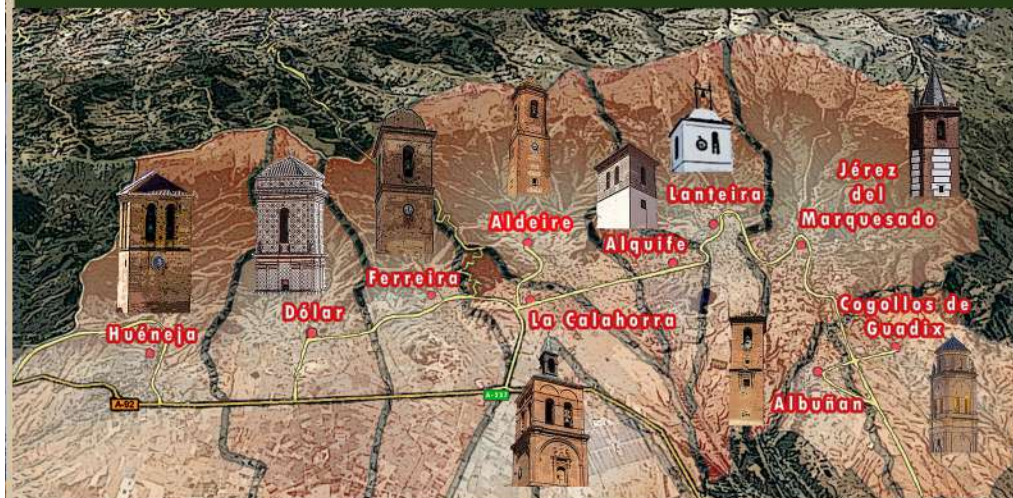 Huéneja
Dólar
Ferreira
Aldeire
La Calahorra
Alquife
Lanteira
Jérez
del
Marquesado
Cogollos de
Guadix
Albuñan
A-92
A-337